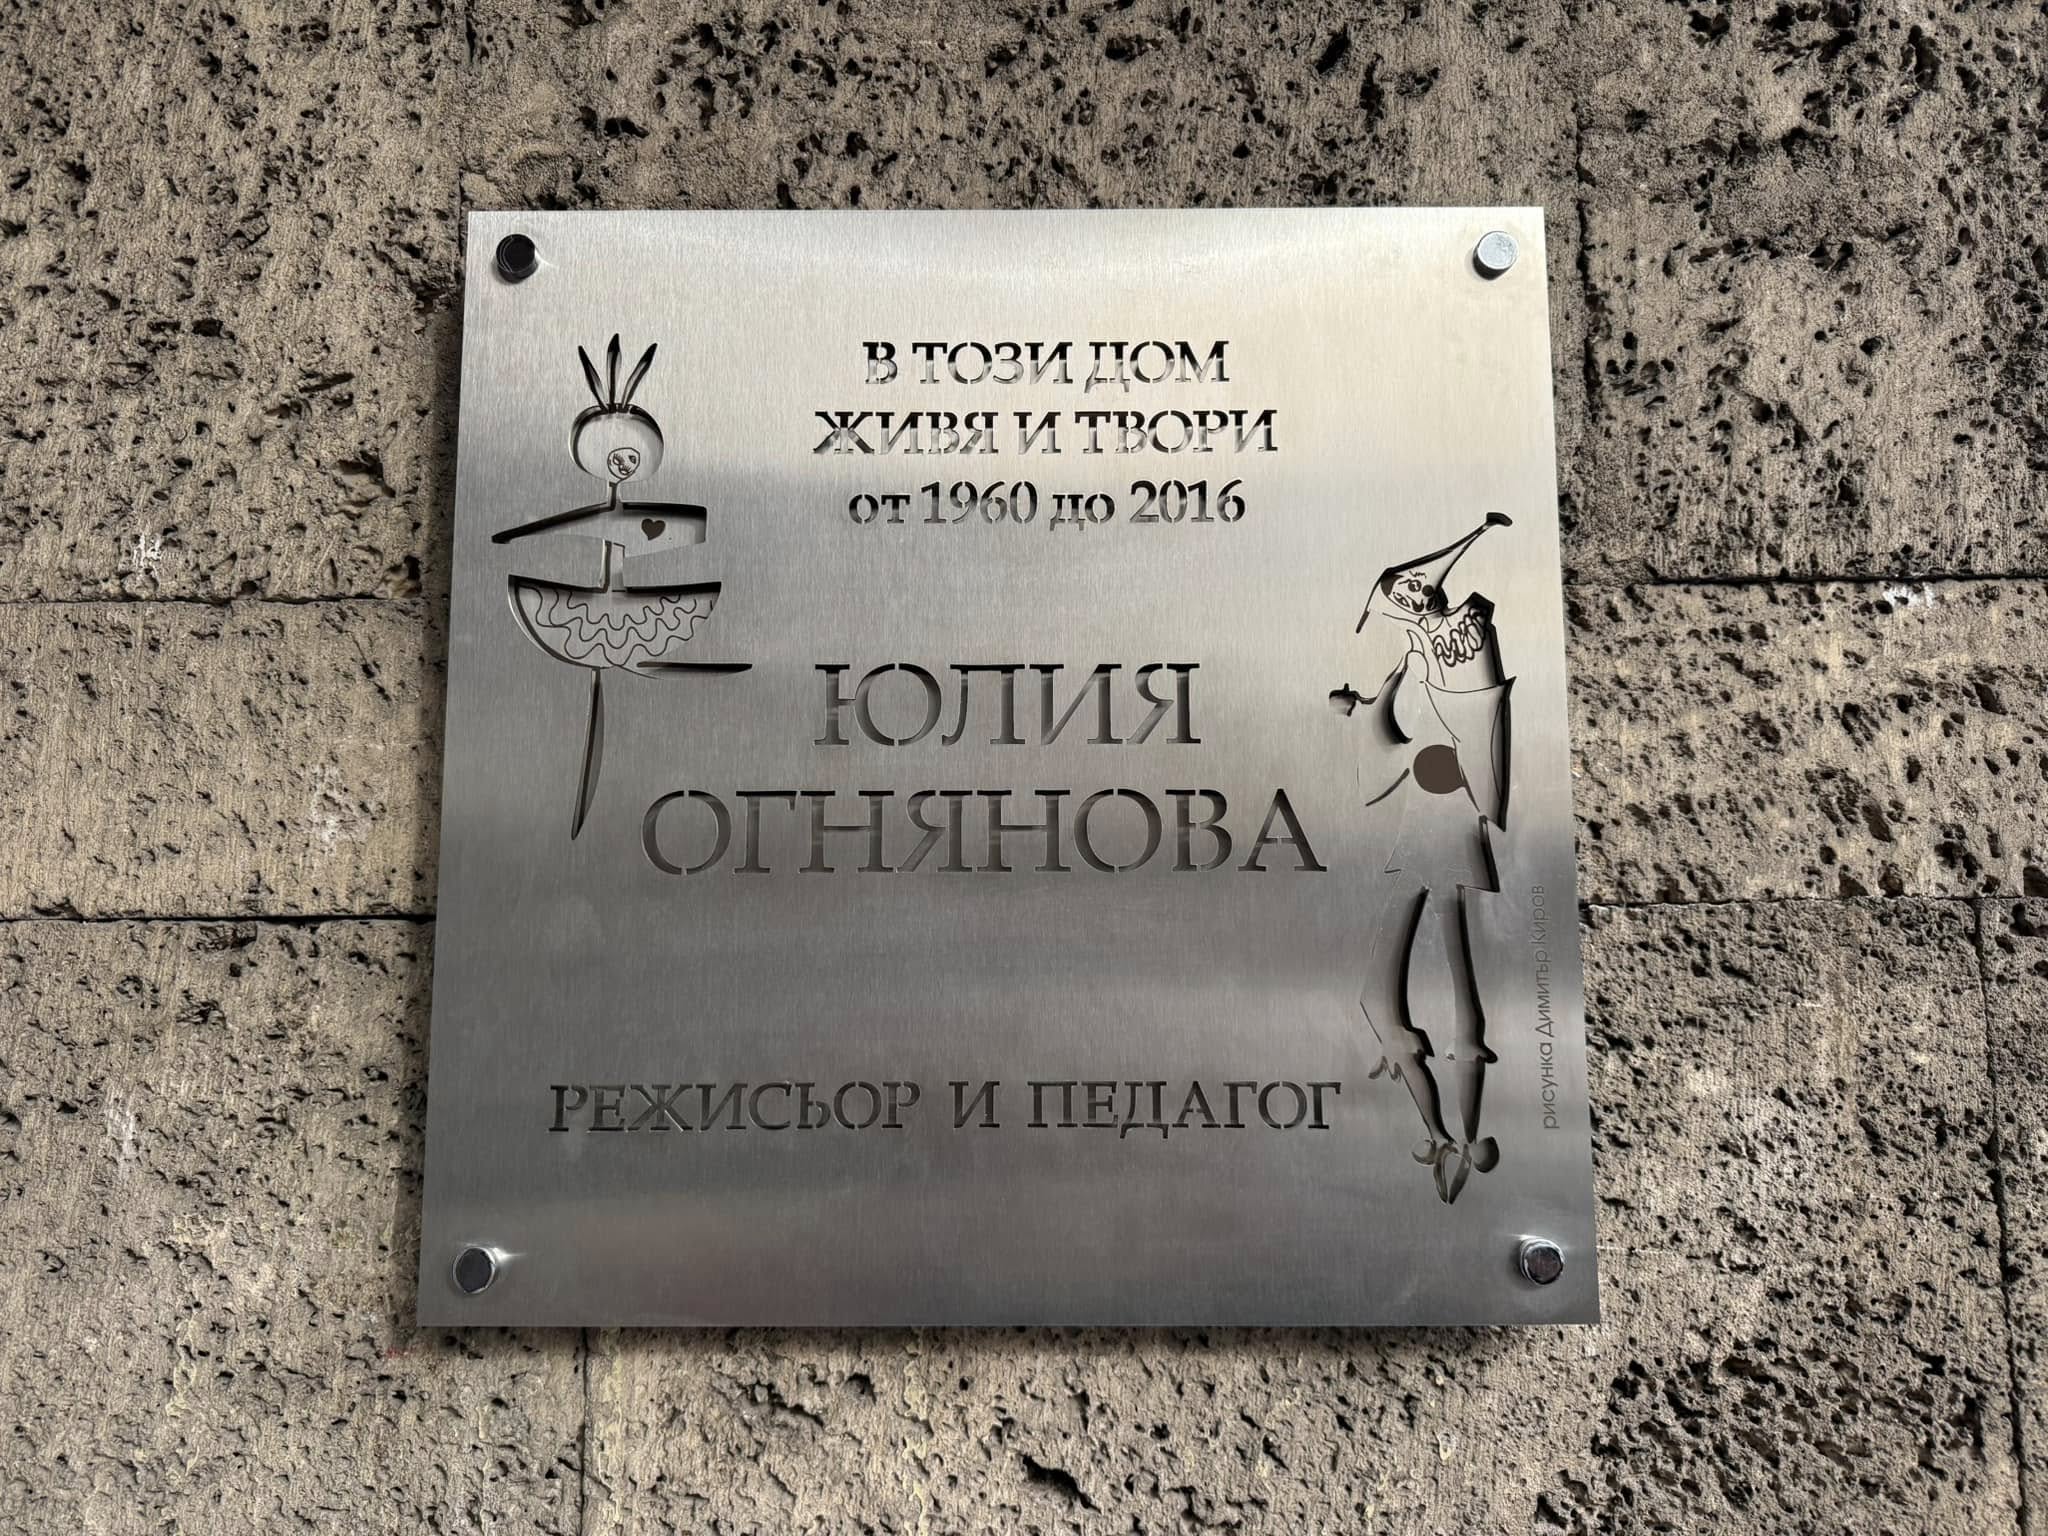 В ТОЗИ ДОМ
ЖИВЯ И ТВОРИ
от 1960 до 2016
ЮЛИЯ
ОГНЯНОВА
РЕЖИСЬОР И ПЕДАГОГ
рисунка Димитър Киров